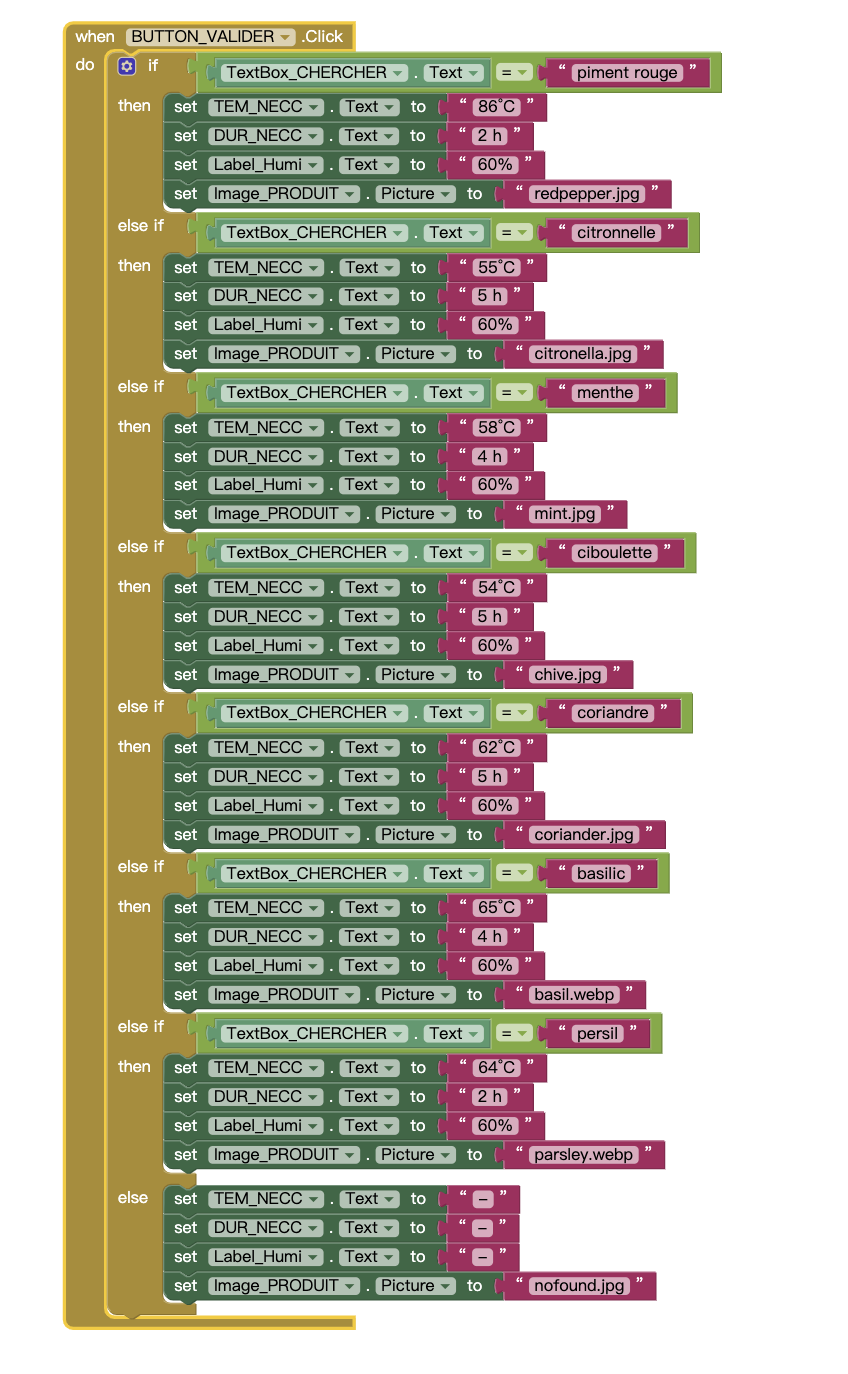 when BUTTON_VALIDER .Click
do if TextBox_CHERCHER . Text = “ piment rouge ”
then set TEM_NECC . Text to “ 86°C ”
set DUR_NECC . Text to “ 2 h ”
set Label_Humi . Text to “ 60% ”
set Image_PRODUIT . Picture to “ redpepper.jpg ”
else if TextBox_CHERCHER . Text = “ citronnelle ”
then set TEM_NECC . Text to “ 55°C ”
set DUR_NECC . Text to “ 5 h ”
set Label_Humi . Text to “ 60% ”
set Image_PRODUIT . Picture to “ citronella.jpg ”
else if TextBox_CHERCHER . Text = “ menthe ”
then set TEM_NECC . Text to “ 58°C ”
set DUR_NECC . Text to “ 4 h ”
set Label_Humi . Text to “ 60% ”
set Image_PRODUIT . Picture to “ mint.jpg ”
else if TextBox_CHERCHER . Text = “ ciboulette ”
then set TEM_NECC . Text to “ 54°C ”
set DUR_NECC . Text to “ 5 h ”
set Label_Humi . Text to “ 60% ”
set Image_PRODUIT . Picture to “ chive.jpg ”
else if TextBox_CHERCHER . Text = “ coriandre ”
then set TEM_NECC . Text to “ 62°C ”
set DUR_NECC . Text to “ 5 h ”
set Label_Humi . Text to “ 60% ”
set Image_PRODUIT . Picture to “ coriander.jpg ”
else if TextBox_CHERCHER . Text = “ basilic ”
then set TEM_NECC . Text to “ 65°C ”
set DUR_NECC . Text to “ 4 h ”
set Label_Humi . Text to “ 60% ”
set Image_PRODUIT . Picture to “ basil.webp ”
else if TextBox_CHERCHER . Text = “ persil ”
then set TEM_NECC . Text to “ 64°C ”
set DUR_NECC . Text to “ 2 h ”
set Label_Humi . Text to “ 60% ”
set Image_PRODUIT . Picture to “ parsley.webp ”
else set TEM_NECC . Text to “ – ”
set DUR_NECC . Text to “ – ”
set Label_Humi . Text to “ – ”
set Image_PRODUIT . Picture to “ nofound.jpg ”